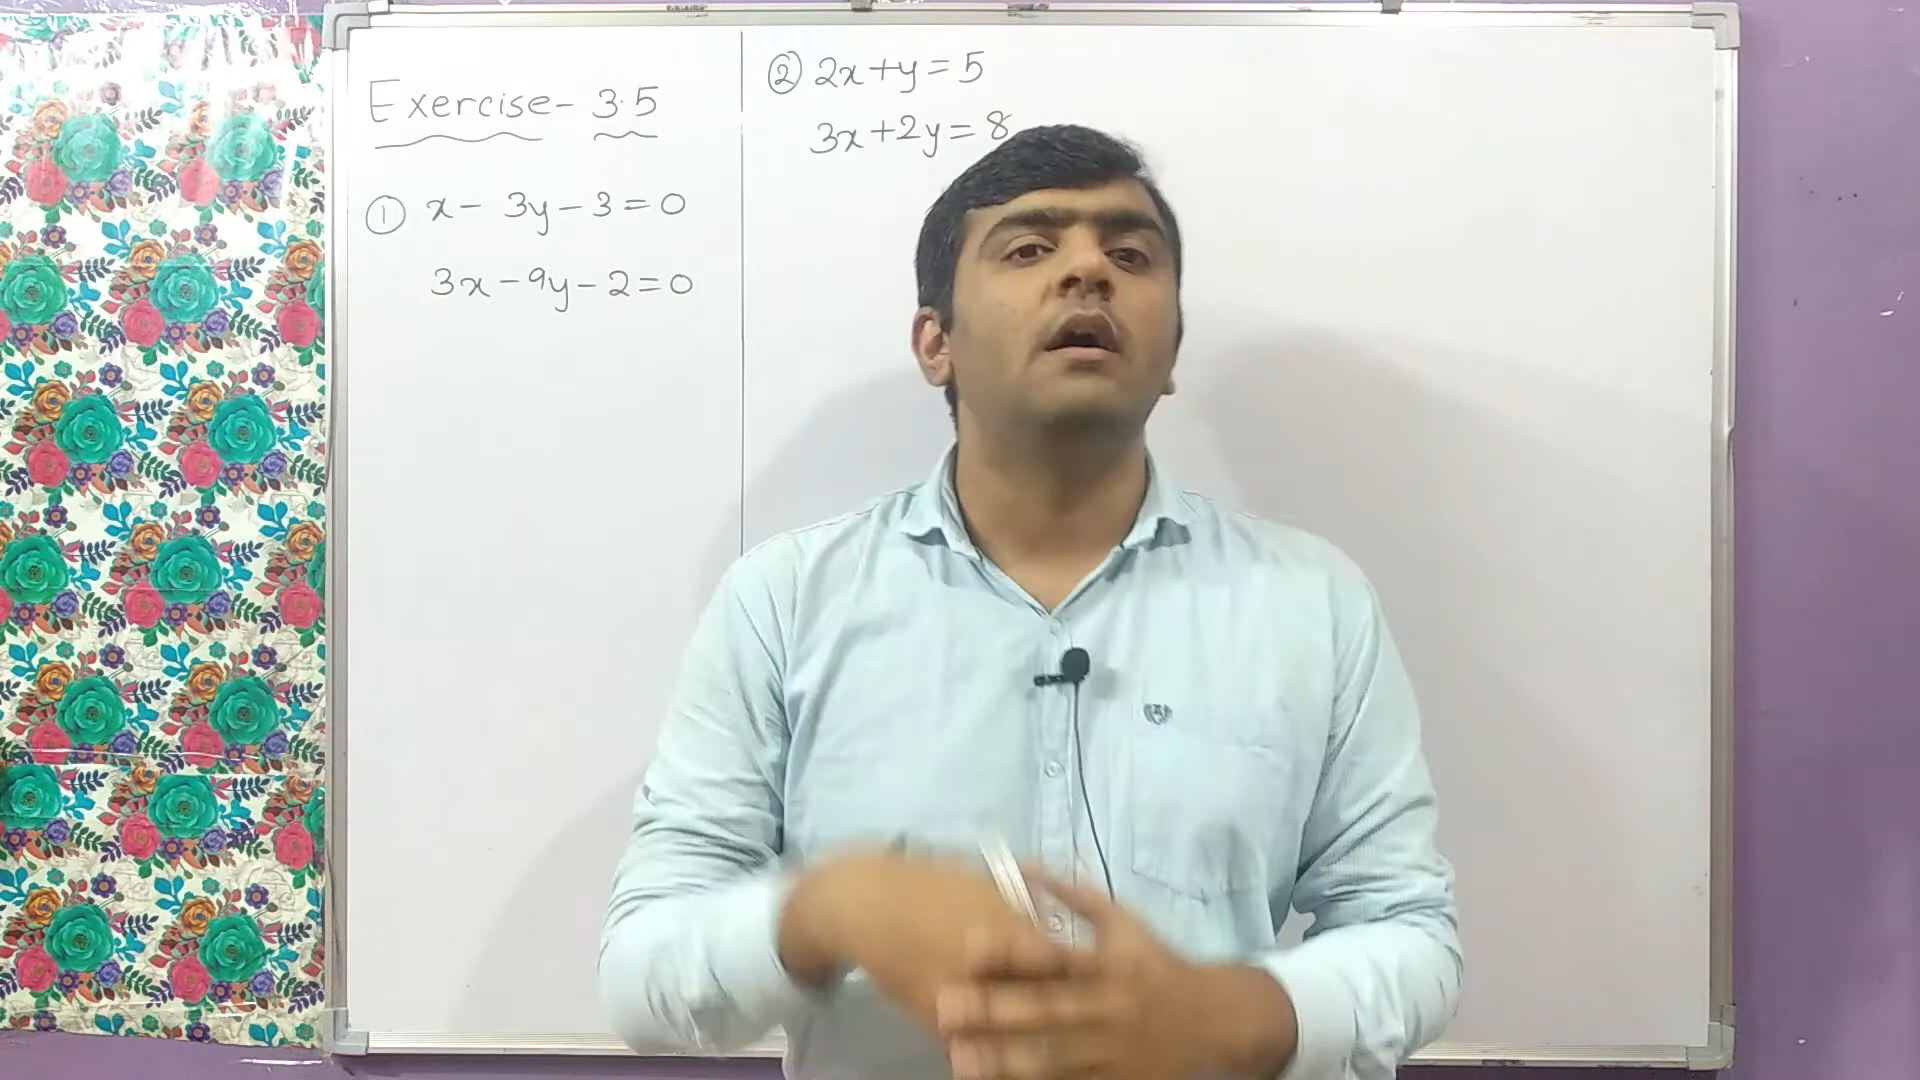 Exercise- 3.5
① x - 3y - 3 = 0
3x - 9y - 2 = 0
② 2x + y = 5
3x + 2y = 8